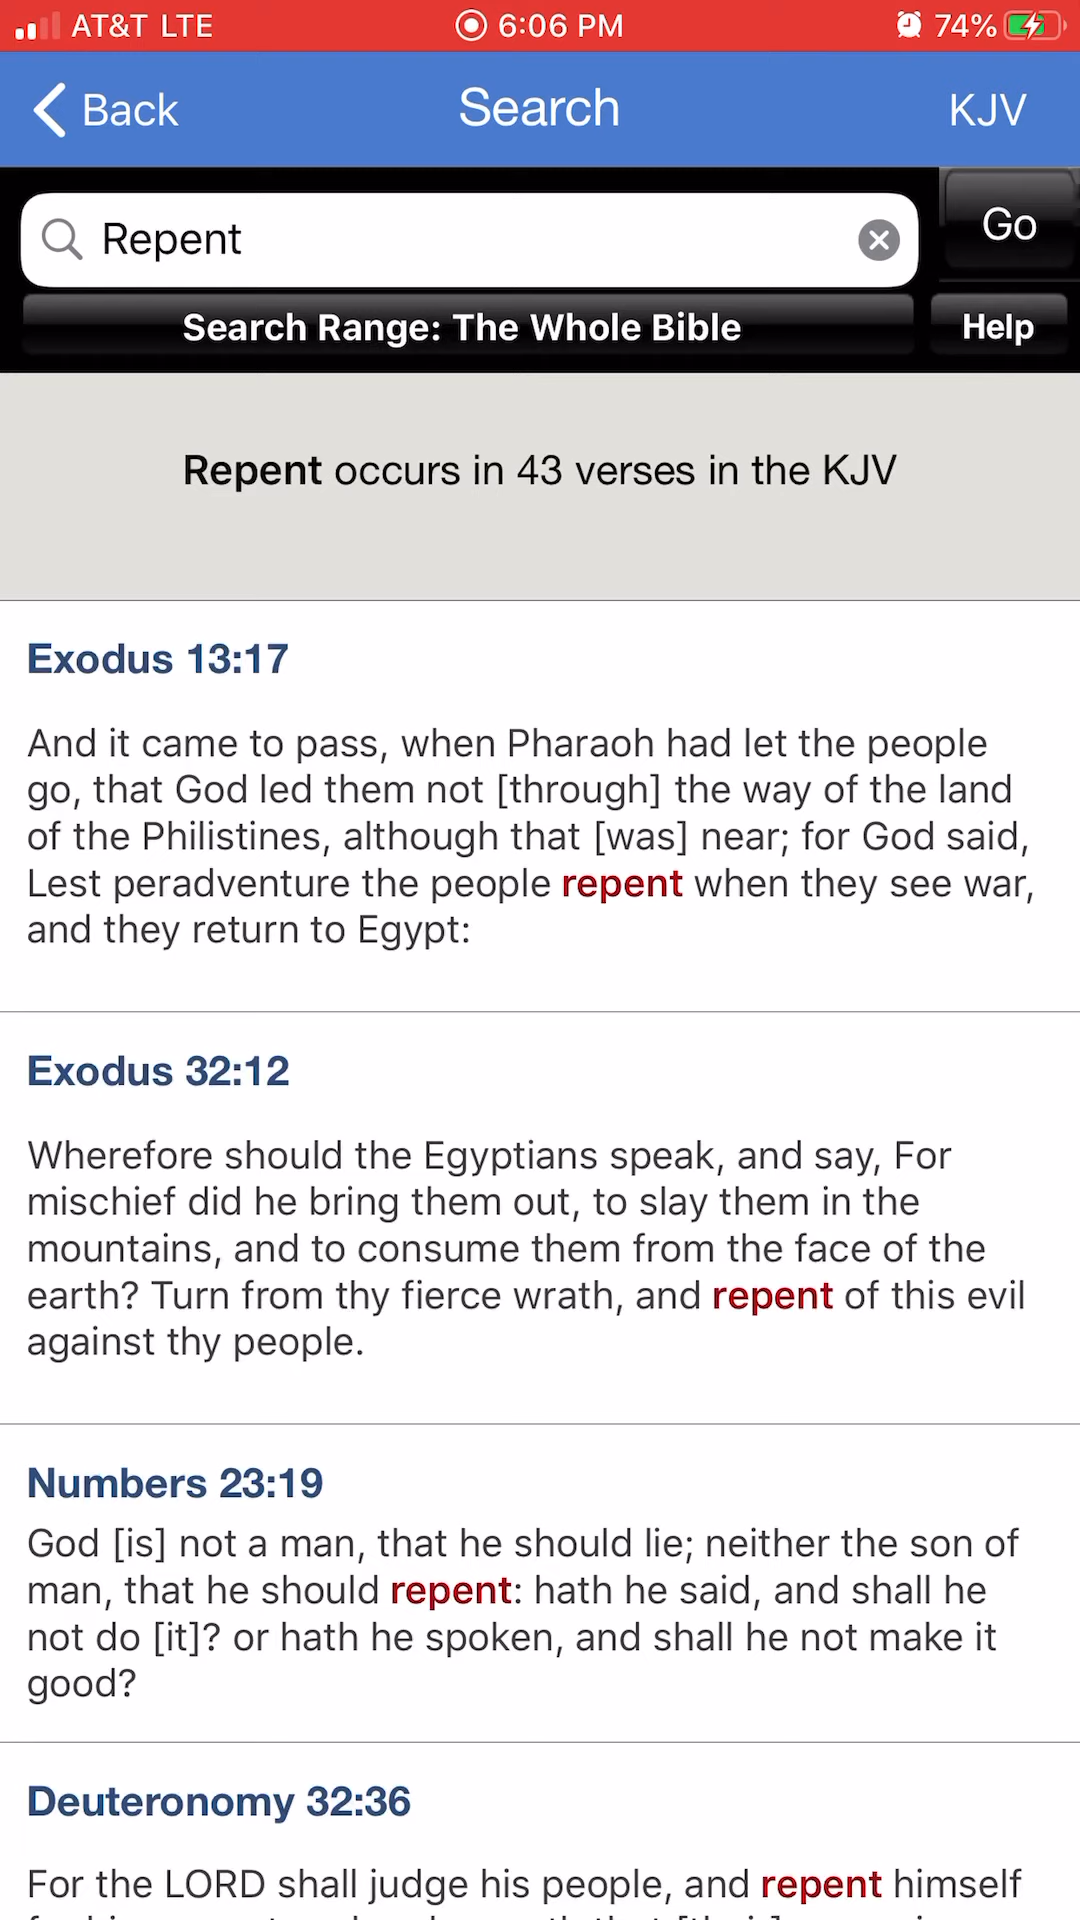 AT&T LTE 6:06 PM 74%
Back Search KJV
Repent Go
Search Range: The Whole Bible Help
Repent occurs in 43 verses in the KJV
Exodus 13:17
And it came to pass, when Pharaoh had let the people
go, that God led them not [through] the way of the land
of the Philistines, although that [was] near; for God said,
Lest peradventure the people repent when they see war,
and they return to Egypt:
Exodus 32:12
Wherefore should the Egyptians speak, and say, For
mischief did he bring them out, to slay them in the
mountains, and to consume them from the face of the
earth? Turn from thy fierce wrath, and repent of this evil
against thy people.
Numbers 23:19
God [is] not a man, that he should lie; neither the son of
man, that he should repent: hath he said, and shall he
not do [it]? or hath he spoken, and shall he not make it
good?
Deuteronomy 32:36
For the LORD shall judge his people, and repent himself